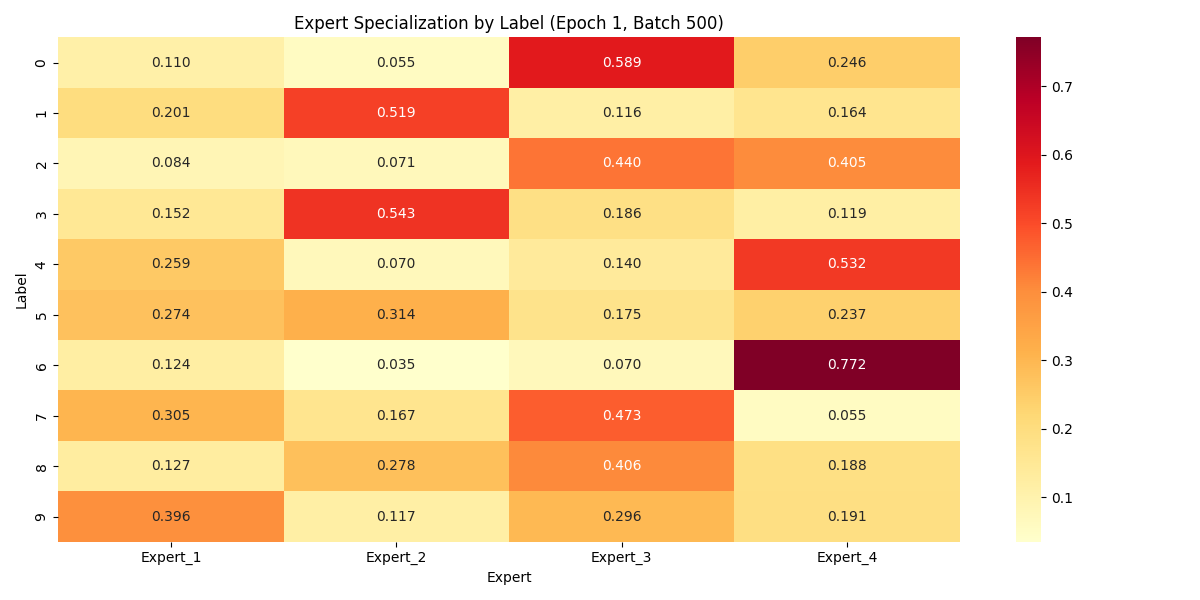 Expert Specialization by Label (Epoch 1, Batch 500)
0 0.110 0.055 0.589 0.246
1 0.201 0.519 0.116 0.164
2 0.084 0.071 0.440 0.405
3 0.152 0.543 0.186 0.119
4 0.259 0.070 0.140 0.532
5 0.274 0.314 0.175 0.237
6 0.124 0.035 0.070 0.772
7 0.305 0.167 0.473 0.055
8 0.127 0.278 0.406 0.188
9 0.396 0.117 0.296 0.191
Label
Expert_1 Expert_2 Expert_3 Expert_4
Expert
0.7
0.6
0.5
0.4
0.3
0.2
0.1